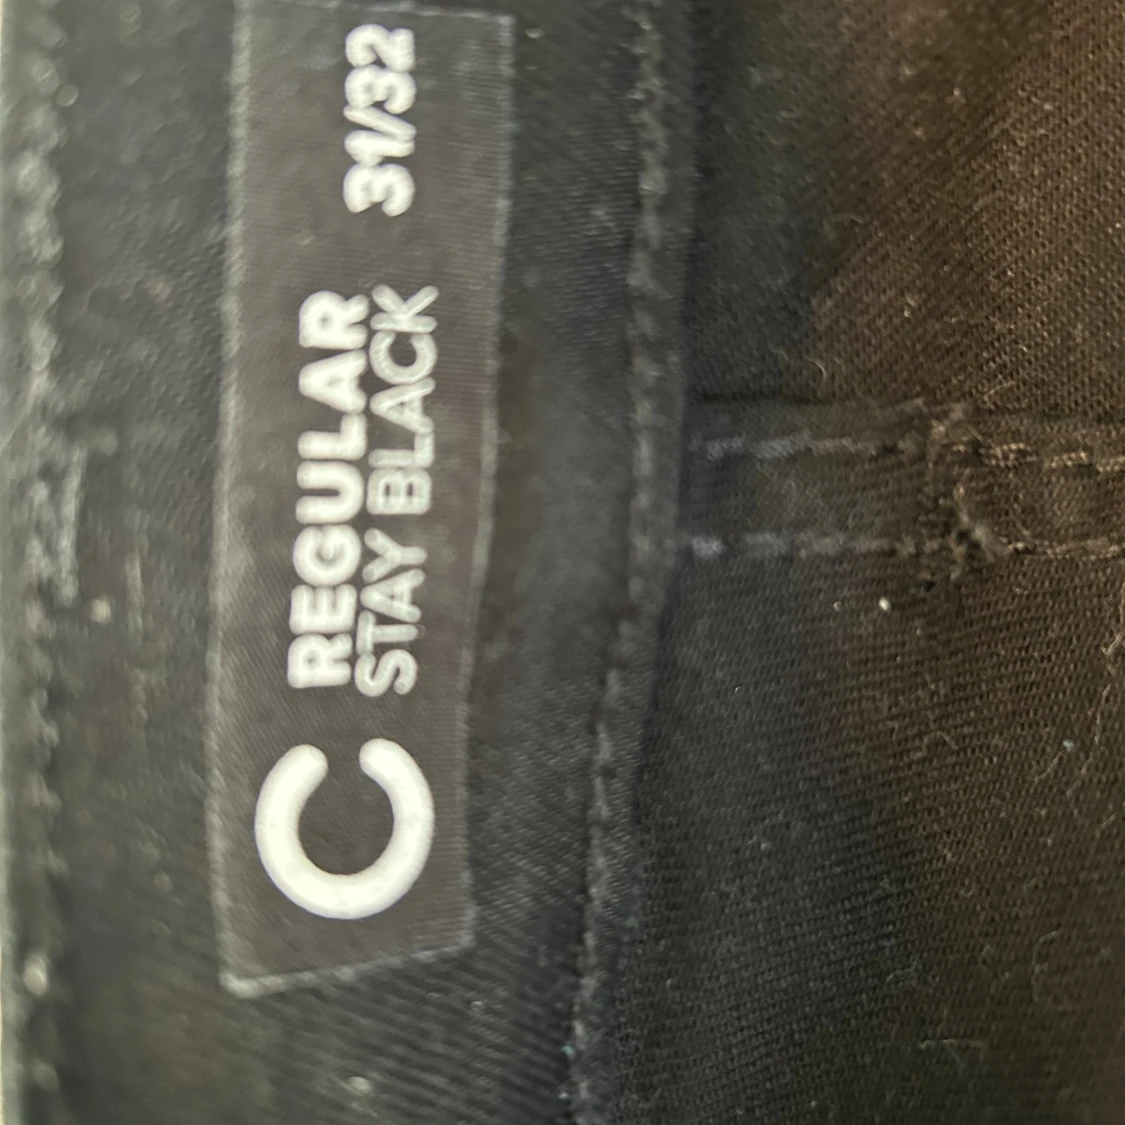 C
REGULAR
STAY BLACK
31/32